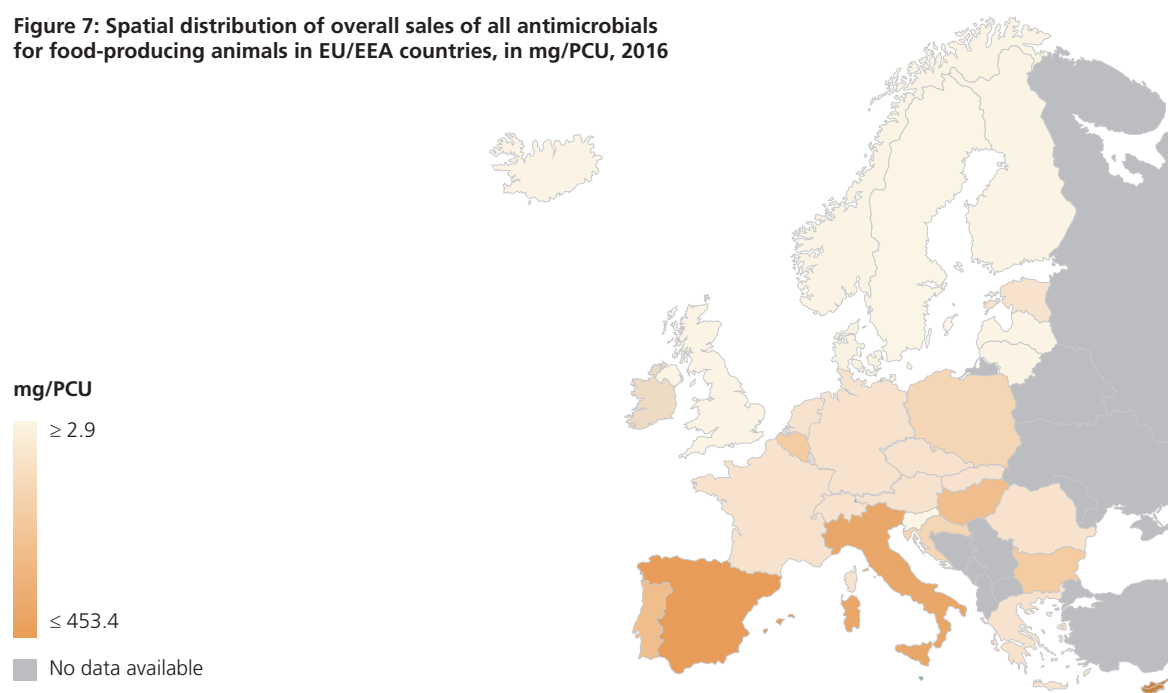 Figure 7: Spatial distribution of overall sales of all antimicrobials
for food-producing animals in EU/EEA countries, in mg/PCU, 2016
mg/PCU
≥ 2.9
≤ 453.4
No data available